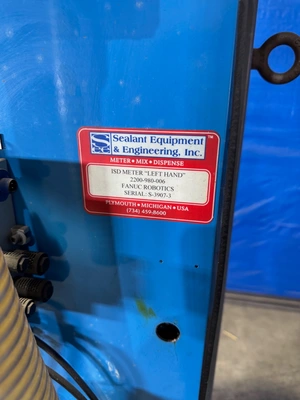 Sealant Equipment
& Engineering, Inc.
METER • MIX • DISPENSE
ISD METER "LEFT HAND"
2200-980-006
FANUC ROBOTICS
SERIAL: S-3907-3
PLYMOUTH • MICHIGAN • USA
(734) 459-8600